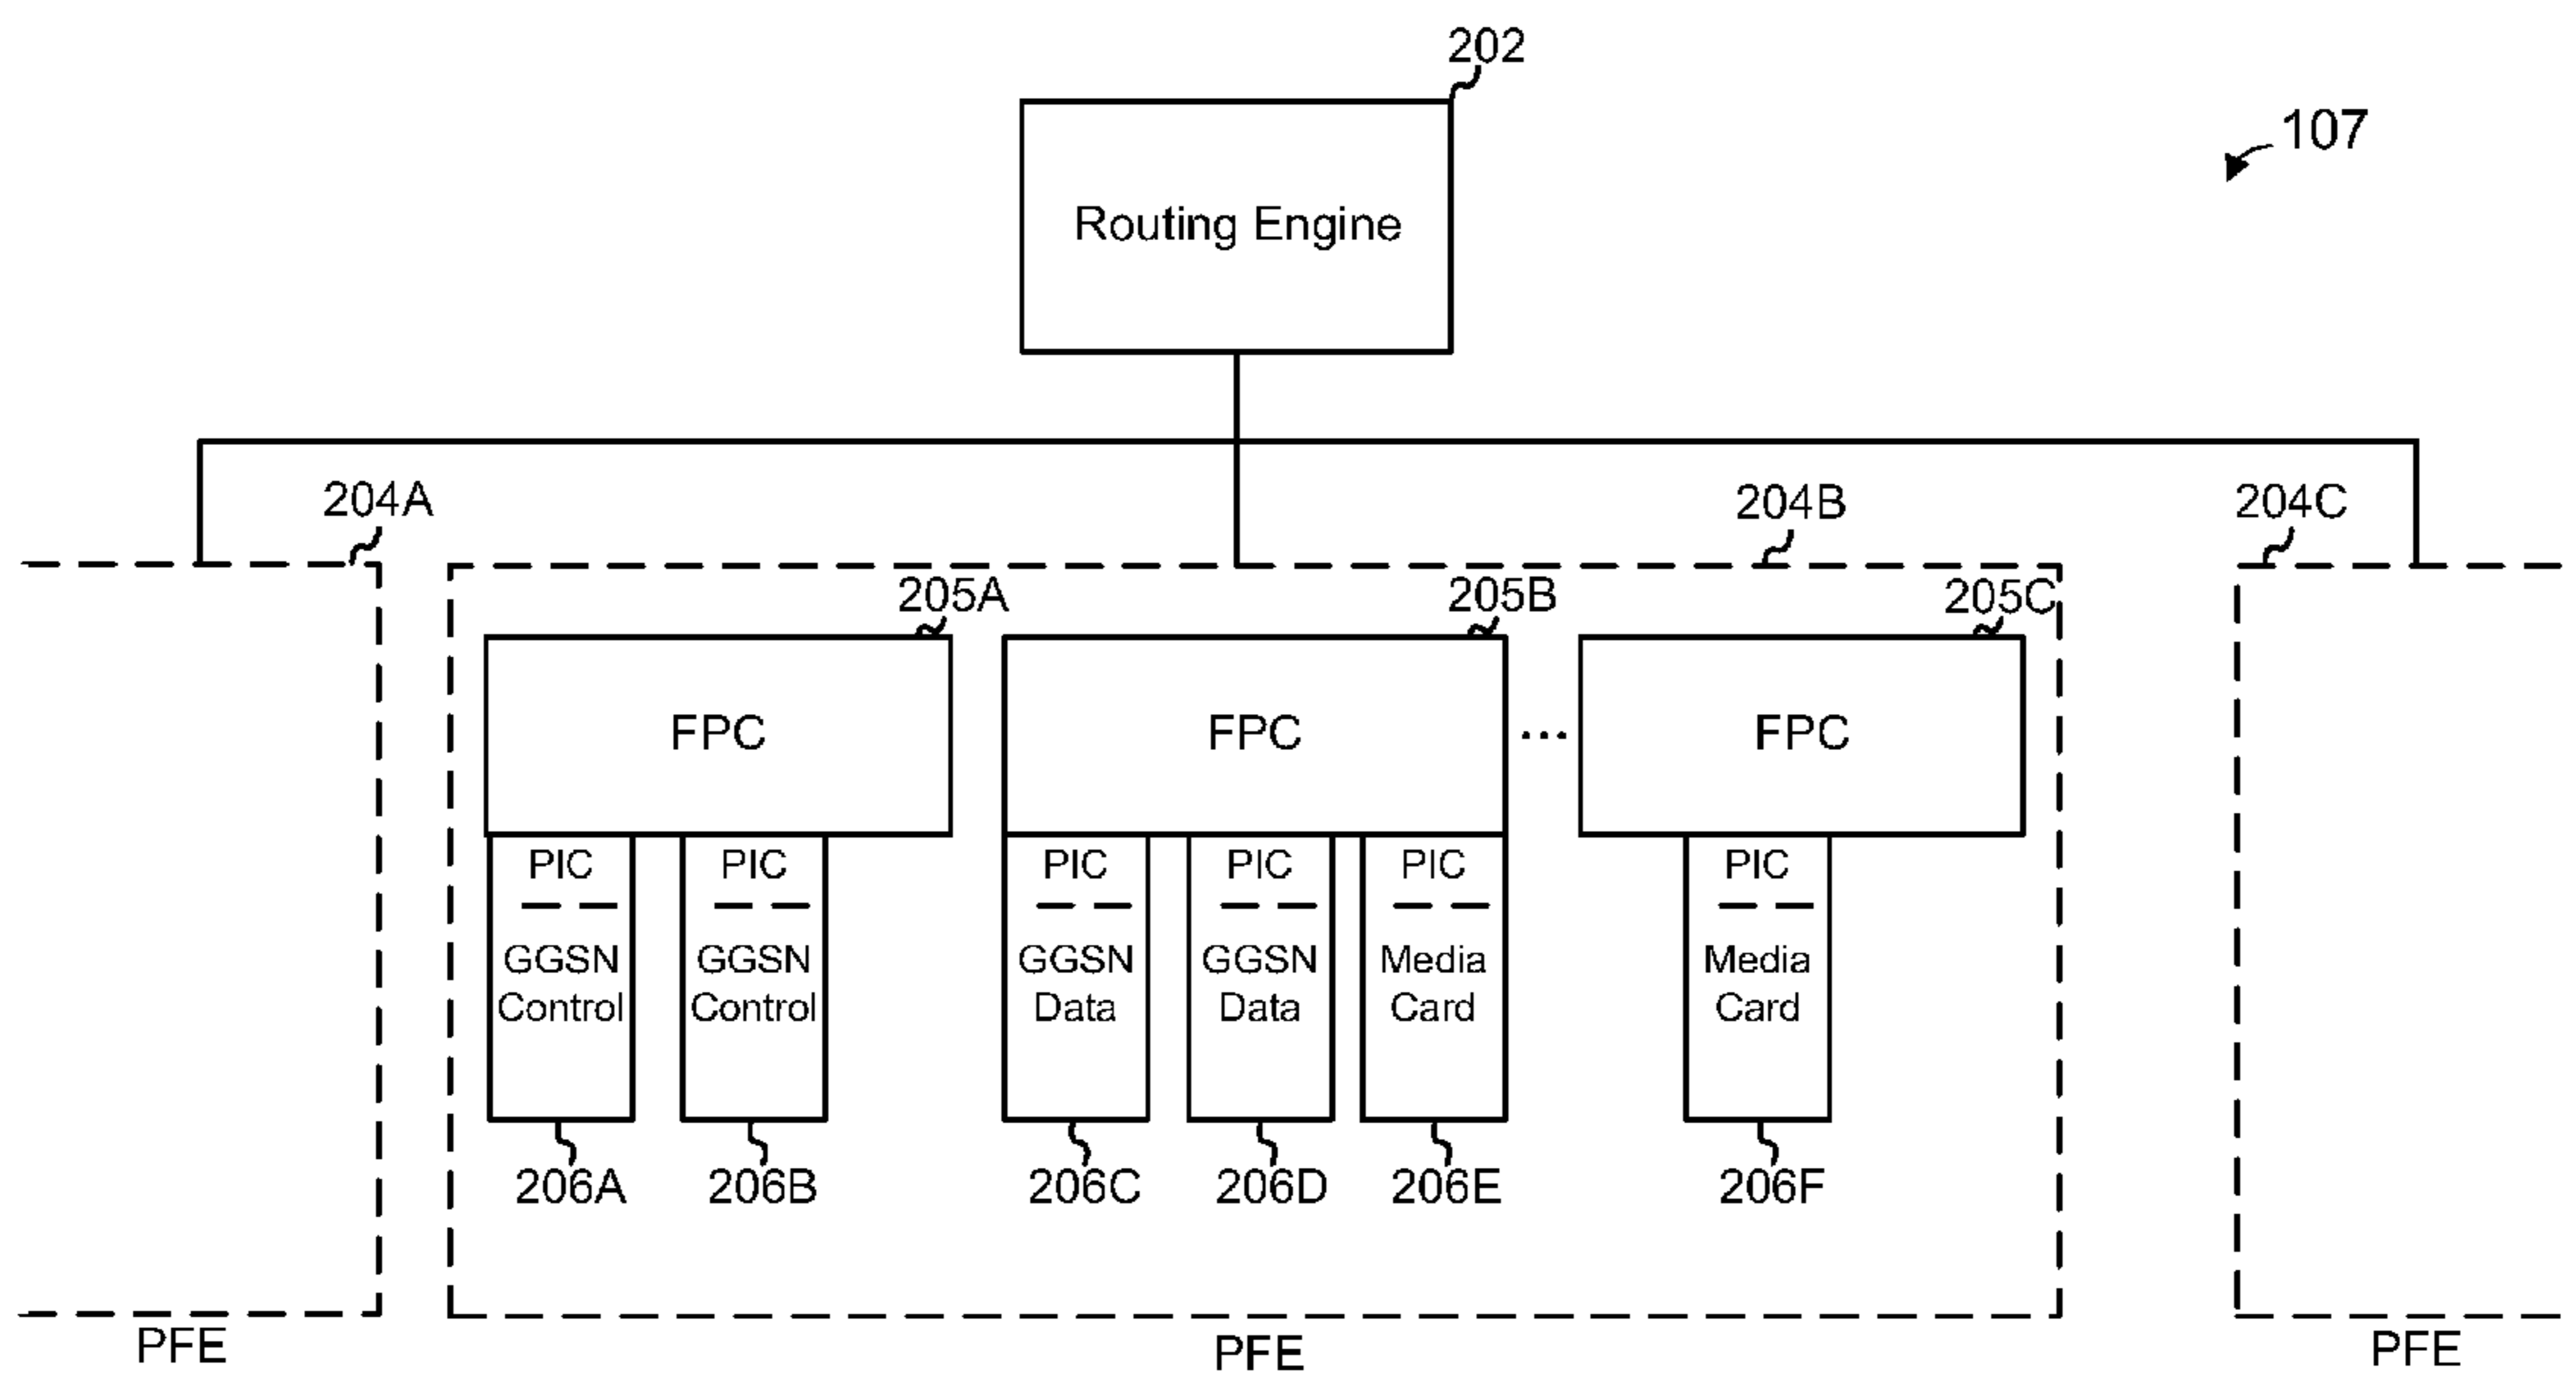 202
107
Routing Engine
204A
204B
204C
205A
205B
205C
FPC
FPC
...
FPC
PIC
PIC
PIC
PIC
PIC
PIC
GGSN
Control
GGSN
Control
GGSN
Data
GGSN
Data
Media
Card
Media
Card
206A
206B
206C
206D
206E
206F
PFE
PFE
PFE